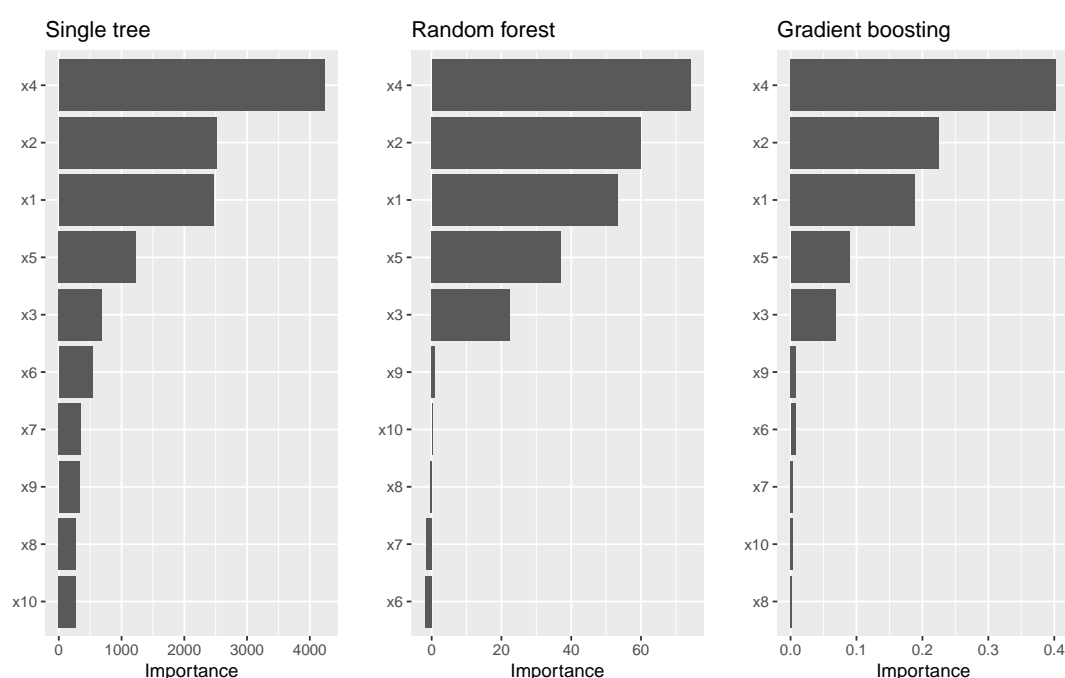 Single tree
x4
x2
x1
x5
x3
x6
x7
x9
x8
x10
0 1000 2000 3000 4000
Importance
Random forest
x4
x2
x1
x5
x3
x9
x10
x8
x7
x6
0 20 40 60
Importance
Gradient boosting
x4
x2
x1
x5
x3
x9
x6
x7
x10
x8
0.0 0.1 0.2 0.3 0.4
Importance